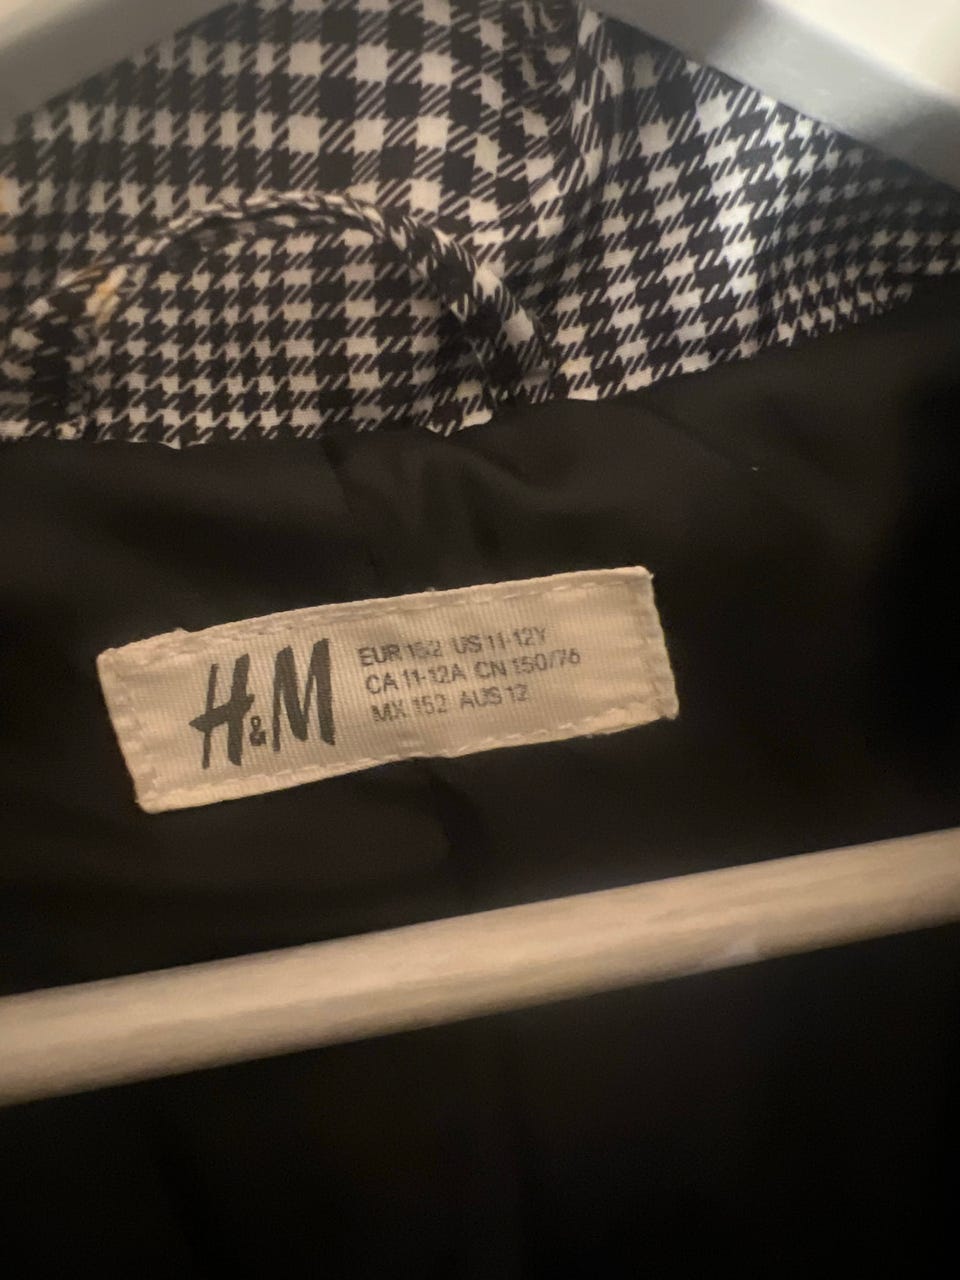 H&M
EUR 152 US 11-12Y
CA 11-12A CN 150/76
MX 152 AUS 12